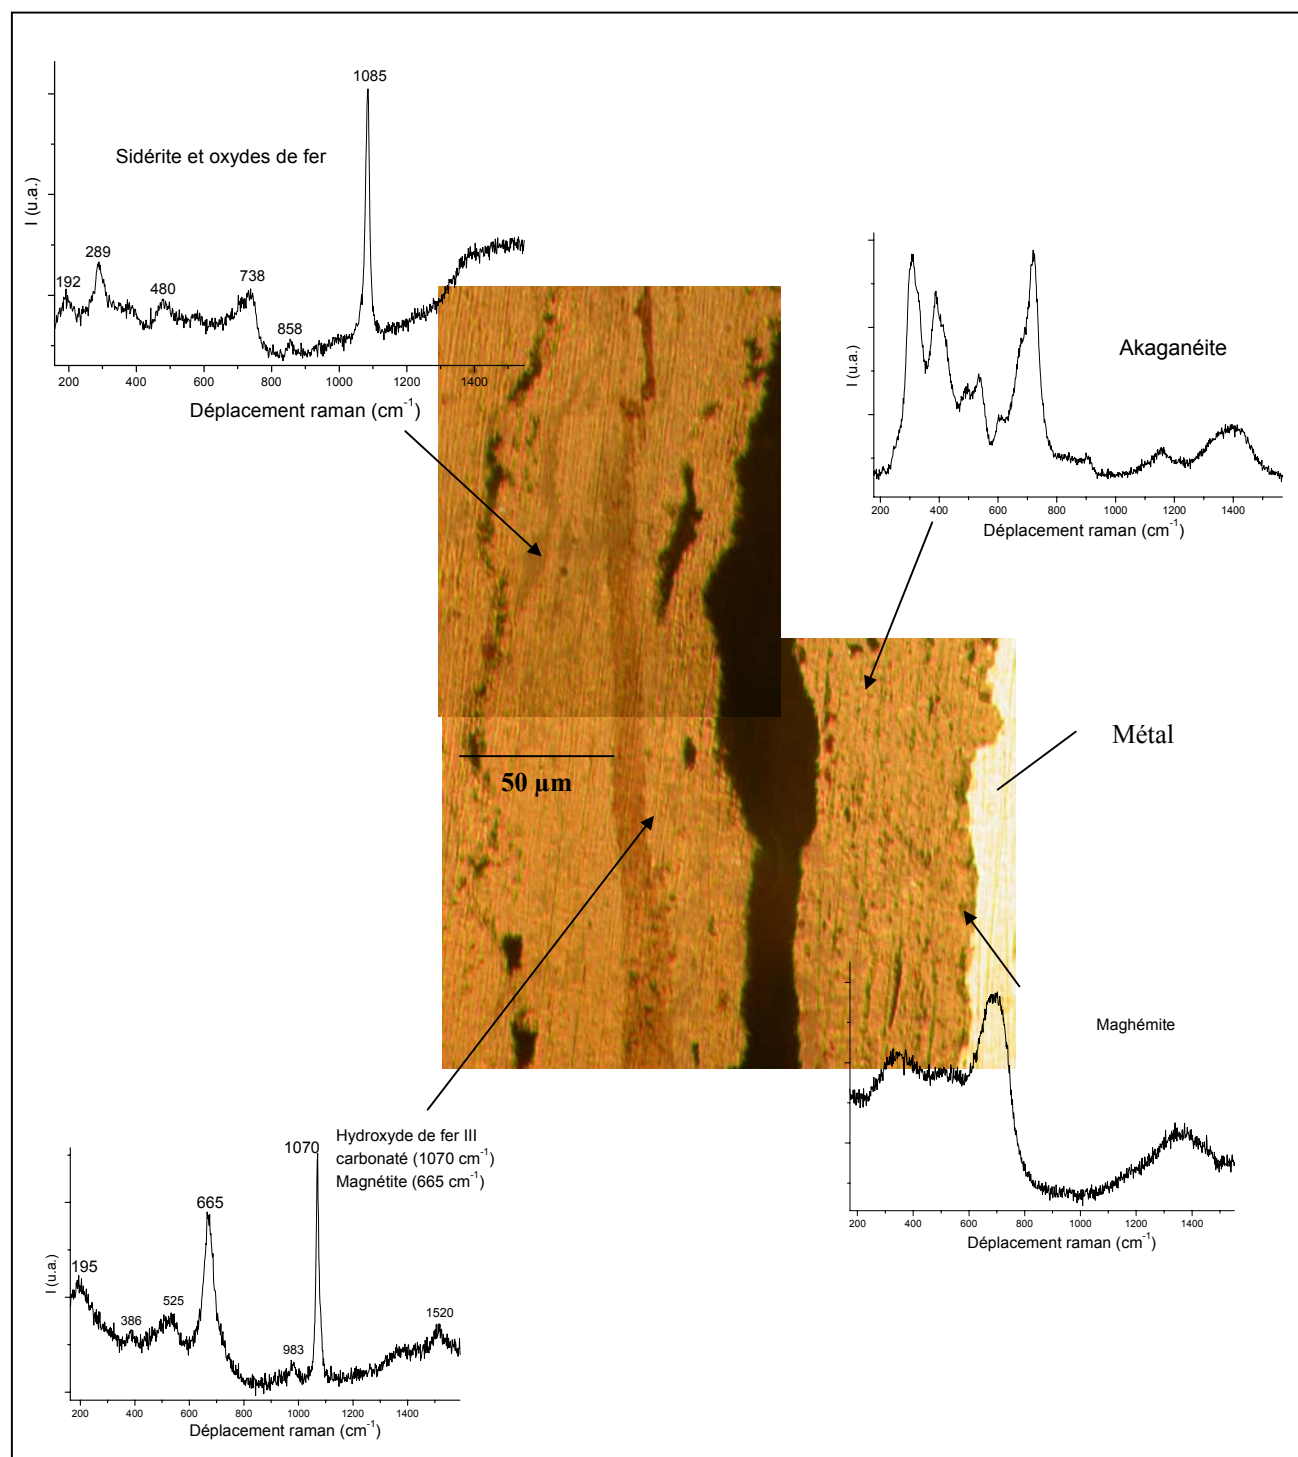 1085
Sidérite et oxydes de fer
I (u.a.)
289
192
480
738
858
200 400 600 800 1000 1200 1400
Déplacement raman (cm-1)
Akaganéite
I (u.a.)
200 400 600 800 1000 1200 1400
Déplacement raman (cm-1)
Métal
50 µm
Maghémite
200 400 600 800 1000 1200 1400
Déplacement raman (cm-1)
Hydroxyde de fer III
carbonaté (1070 cm-1)
Magnétite (665 cm-1)
1070
665
I (u.a.)
195
386
525
983
1520
200 400 600 800 1000 1200 1400
Déplacement raman (cm-1)